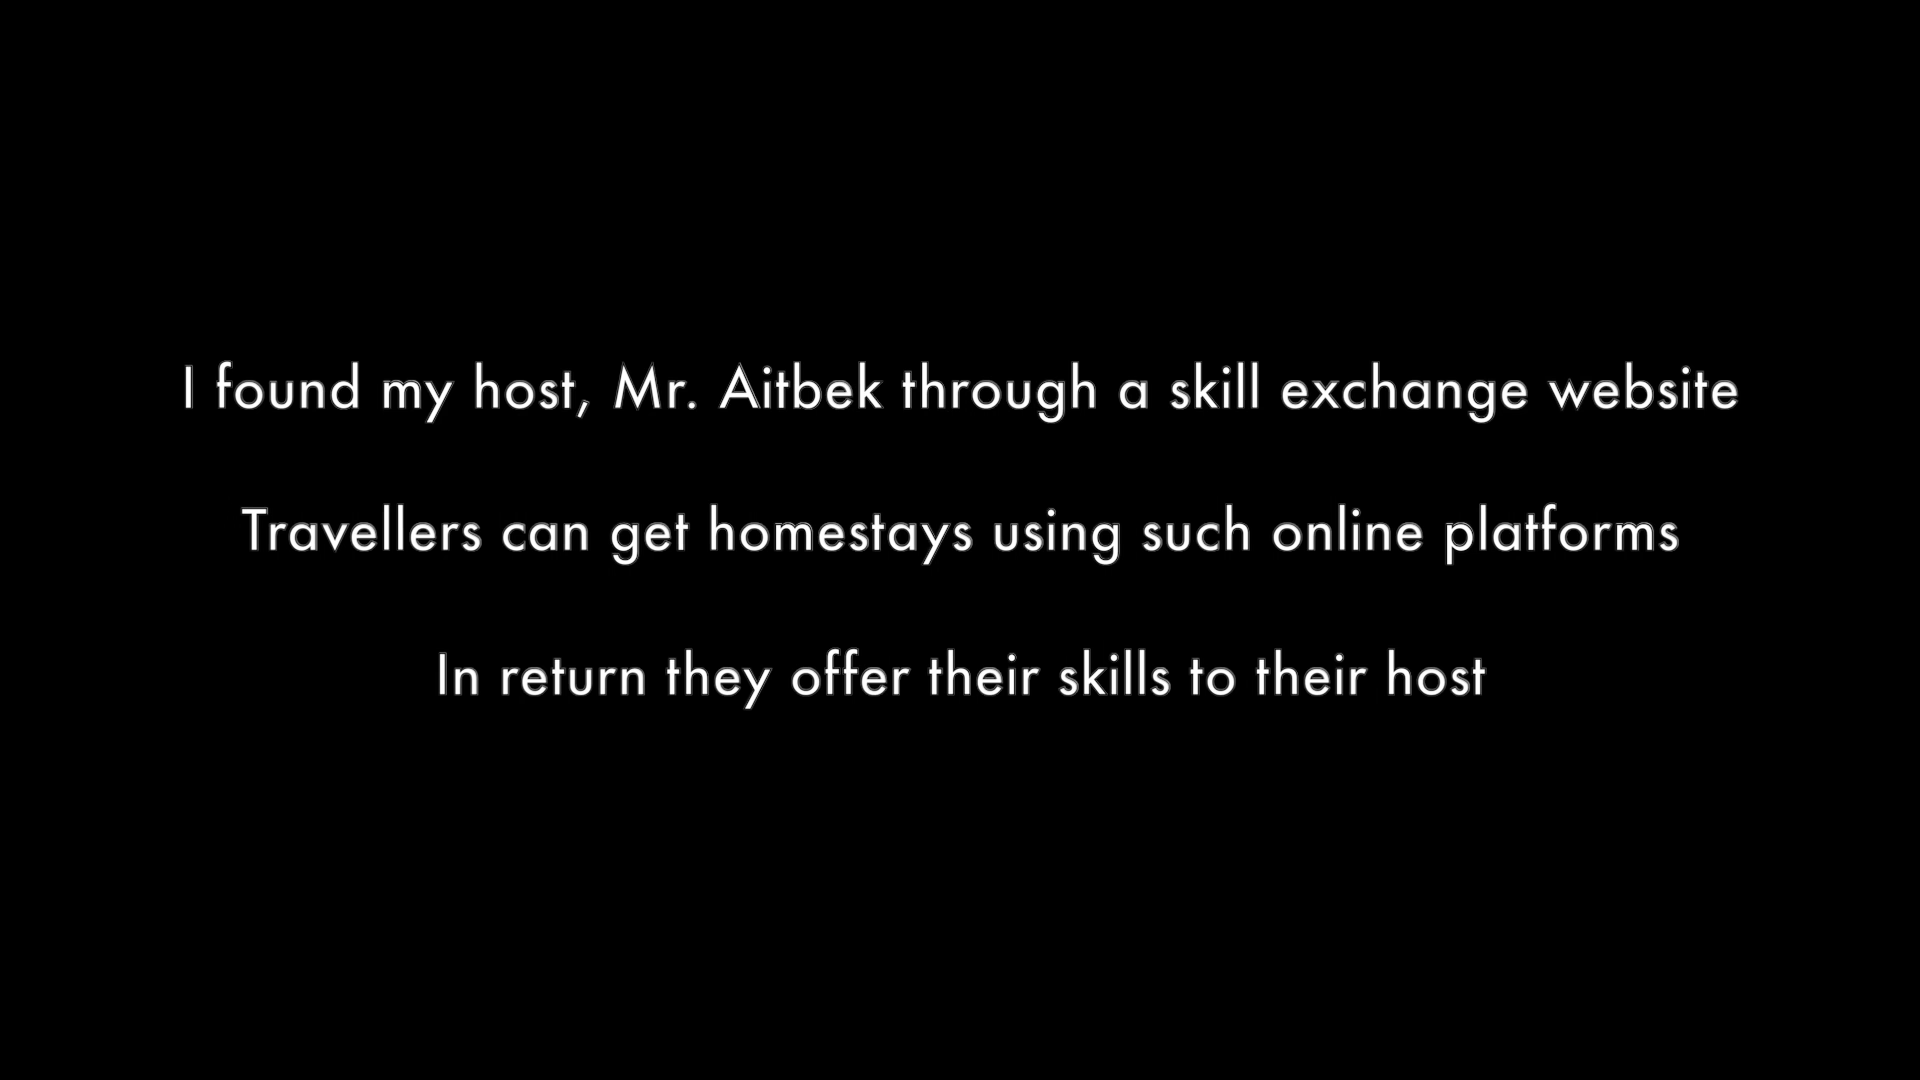 I found my host, Mr. Aitbek through a skill exchange website
Travellers can get homestays using such online platforms
In return they offer their skills to their host